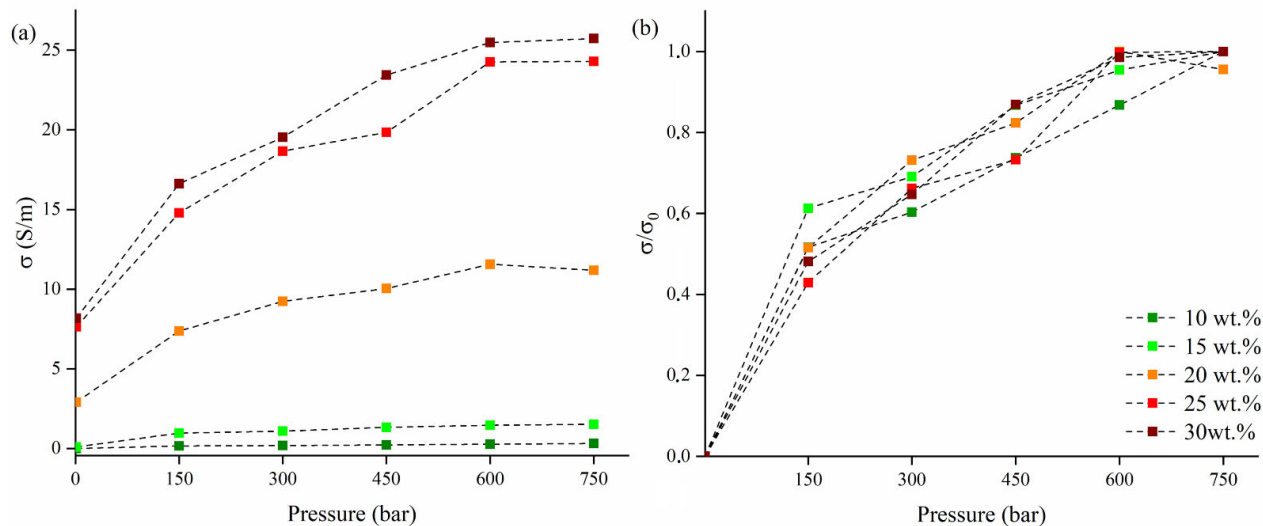 (a)
25
20
15
10
5
0
σ (S/m)
0 150 300 450 600 750
Pressure (bar)
(b)
1.0
0.8
0.6
0.4
0.2
0.0
σ/σ₀
150 300 450 600 750
Pressure (bar)
10 wt.%
15 wt.%
20 wt.%
25 wt.%
30wt.%